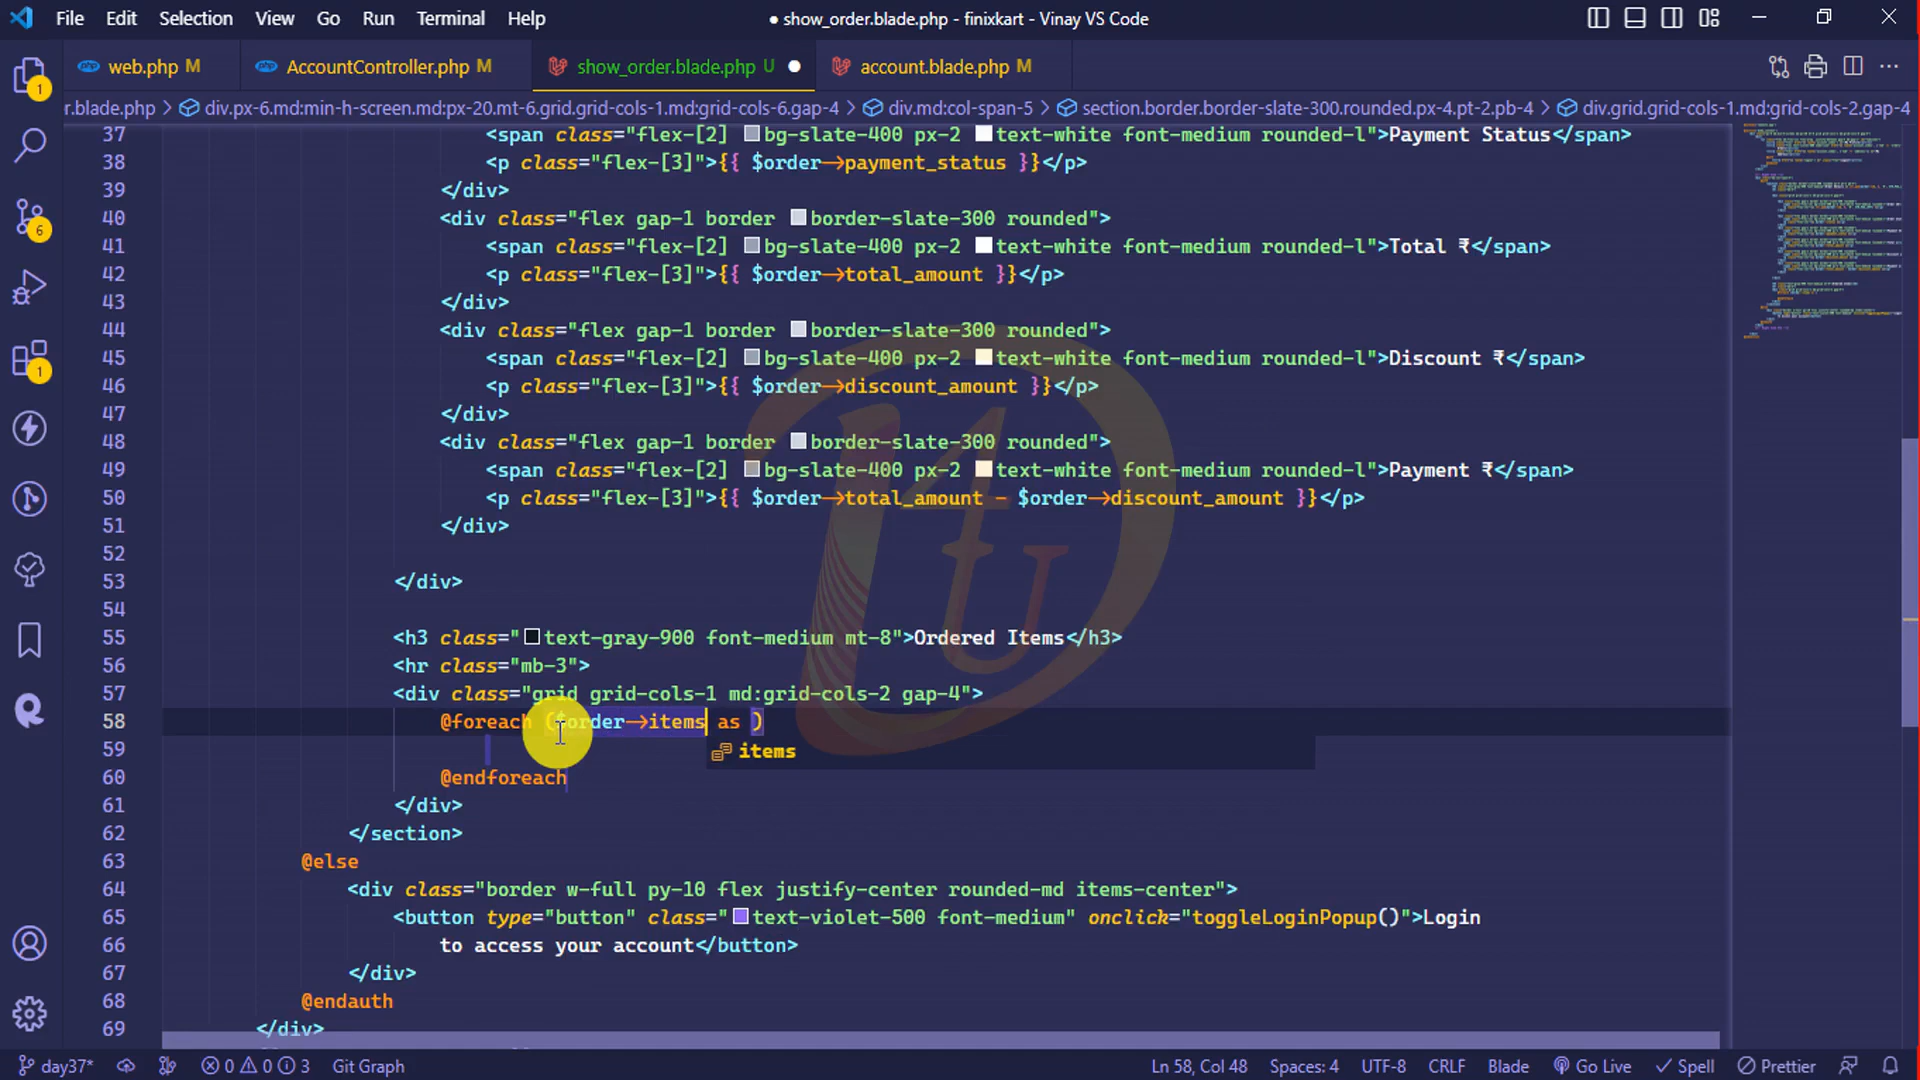 File Edit Selection View Go Run Terminal Help
● show_order.blade.php - finixkart - Vinay VS Code
web.php M
AccountController.php M
show_order.blade.php U
account.blade.php M
r.blade.php > div.px-6.md:min-h-screen.md:px-20.mt-6.grid.grid-cols-1.md:grid-cols-6.gap-4 > div.md:col-span-5 > section.border.border-slate-300.rounded.px-4.pt-2.pb-4 > div.grid.grid-cols-1.md:grid-cols-2.gap-4
37 <span class="flex-[2] bg-slate-400 px-2 text-white font-medium rounded-l">Payment Status</span>
38 <p class="flex-[3]">{{ $order->payment_status }}</p>
39 </div>
40 <div class="flex gap-1 border border-slate-300 rounded">
41 <span class="flex-[2] bg-slate-400 px-2 text-white font-medium rounded-l">Total ₹</span>
42 <p class="flex-[3]">{{ $order->total_amount }}</p>
43 </div>
44 <div class="flex gap-1 border border-slate-300 rounded">
45 <span class="flex-[2] bg-slate-400 px-2 text-white font-medium rounded-l">Discount ₹</span>
46 <p class="flex-[3]">{{ $order->discount_amount }}</p>
47 </div>
48 <div class="flex gap-1 border border-slate-300 rounded">
49 <span class="flex-[2] bg-slate-400 px-2 text-white font-medium rounded-l">Payment ₹</span>
50 <p class="flex-[3]">{{ $order->total_amount - $order->discount_amount }}</p>
51 </div>
52
53 </div>
54
55 <h3 class="text-gray-900 font-medium mt-8">Ordered Items</h3>
56 <hr class="mb-3">
57 <div class="grid grid-cols-1 md:grid-cols-2 gap-4">
58 @foreach ($order->items as )
59 items
60 @endforeach
61 </div>
62 </section>
63 @else
64 <div class="border w-full py-10 flex justify-center rounded-md items-center">
65 <button type="button" class="text-violet-500 font-medium" onclick="toggleLoginPopup()">Login
66 to access your account</button>
67 </div>
68 @endauth
69 </div>
1
6
1
14
U
day37* 0 0 3 Git Graph Ln 58, Col 48 Spaces: 4 UTF-8 CRLF Blade Go Live Spell Prettier